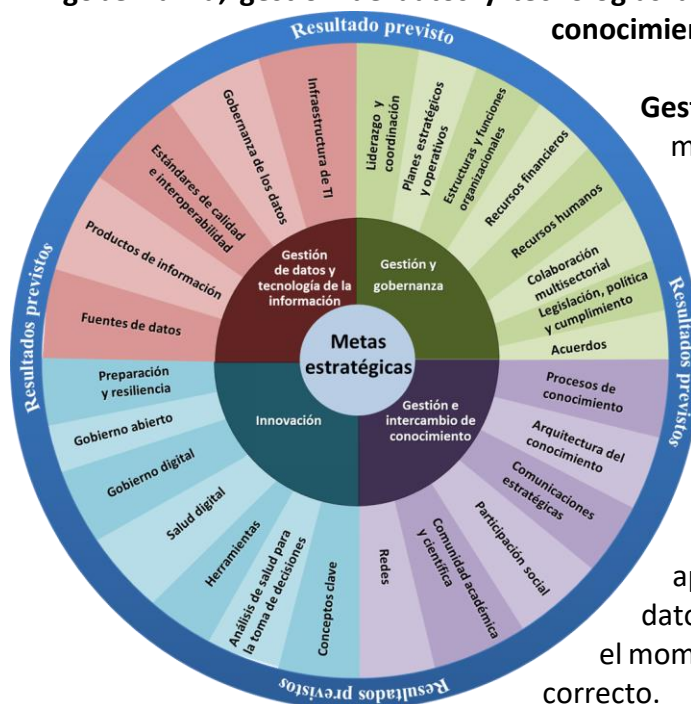 conocimien
Resultado previsto
Gest
m
Infraestructura de TI
Gobernanza de los datos
Estándares de calidad
e interoperabilidad
Productos de información
Fuentes de datos
Liderazgo y
coordinación
Planes estratégicos
y operativos
Estructuras y funciones
organizacionales
Recursos financieros
Recursos humanos
Colaboración
multisectorial
Legislación, política
y cumplimiento
Acuerdos
Gestión
de datos y
tecnología de la
información
Gestión y
gobernanza
Metas
estratégicas
Innovación
Gestión e
intercambio de
conocimiento
Resultados previstos
Resultados previstos
Preparación
y resiliencia
Gobierno abierto
Gobierno digital
Salud digital
Herramientas
Análisis de salud para
la toma de decisiones
Conceptos clave
Procesos de
conocimiento
Arquitectura del
conocimiento
Comunicaciones
estratégicas
Participación social
Comunidad académica
y científica
Redes
Resultados previstos
ap
dato
el mom
correcto.